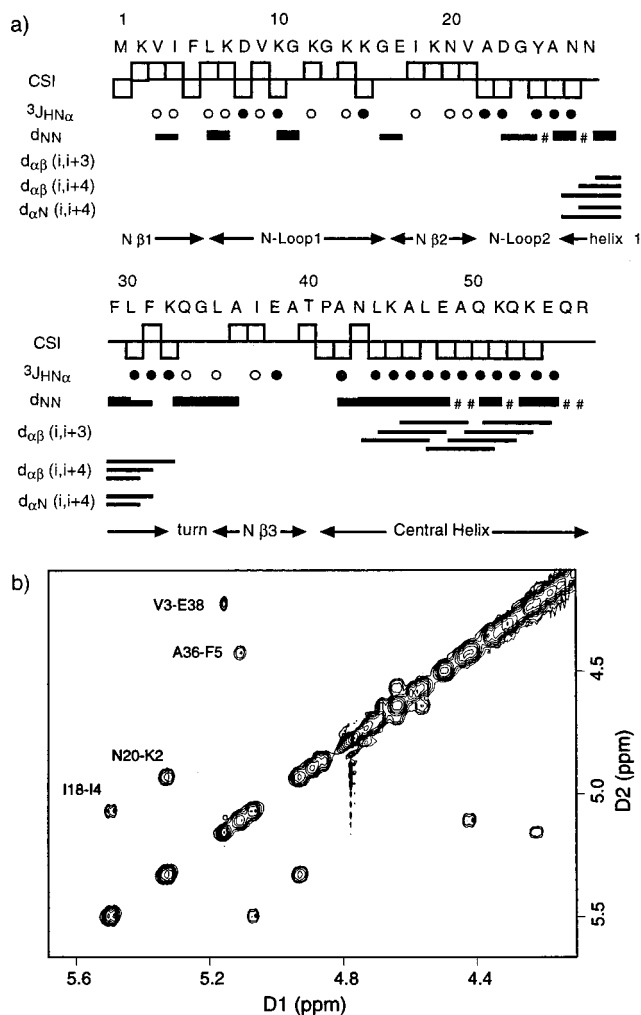 a)
1 10 20
M K V I F L K D V K G K G K K G E I K N V A D G Y A N N
CSI
3JHNα
dNN # #
dαβ (i,i+3)
dαβ (i,i+4)
dαN (i,i+4)
N β1 N-Loop1 N β2 N-Loop2 helix 1
30 40 50
F L F K Q G L A I E A T P A N L K A L E A Q K Q K E Q R
CSI
3JHNα
dNN # # # # #
dαβ (i,i+3)
dαβ (i,i+4)
dαN (i,i+4)
turn N β3 Central Helix
b)
V3-E38
A36-F5
N20-K2
I18-I4
4.5
5.0
5.5
D2 (ppm)
5.6 5.2 4.8 4.4
D1 (ppm)